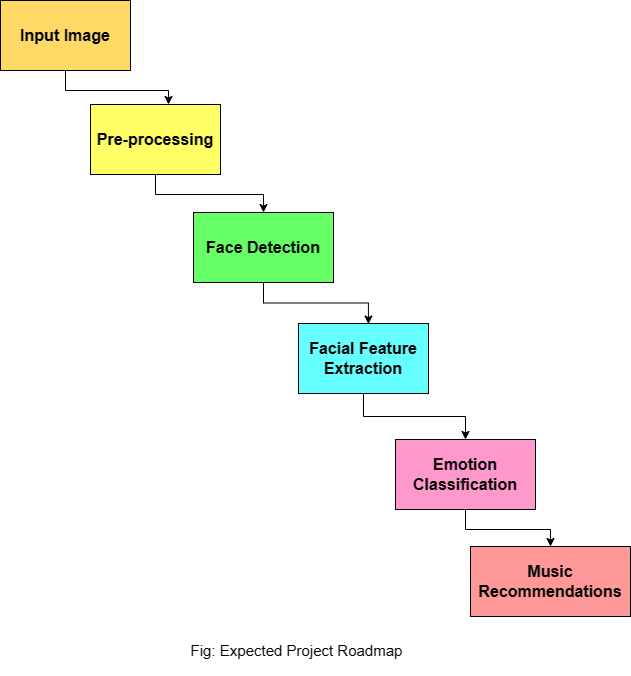 Input Image
Pre-processing
Face Detection
Facial Feature
Extraction
Emotion
Classification
Music
Recommendations
Fig: Expected Project Roadmap